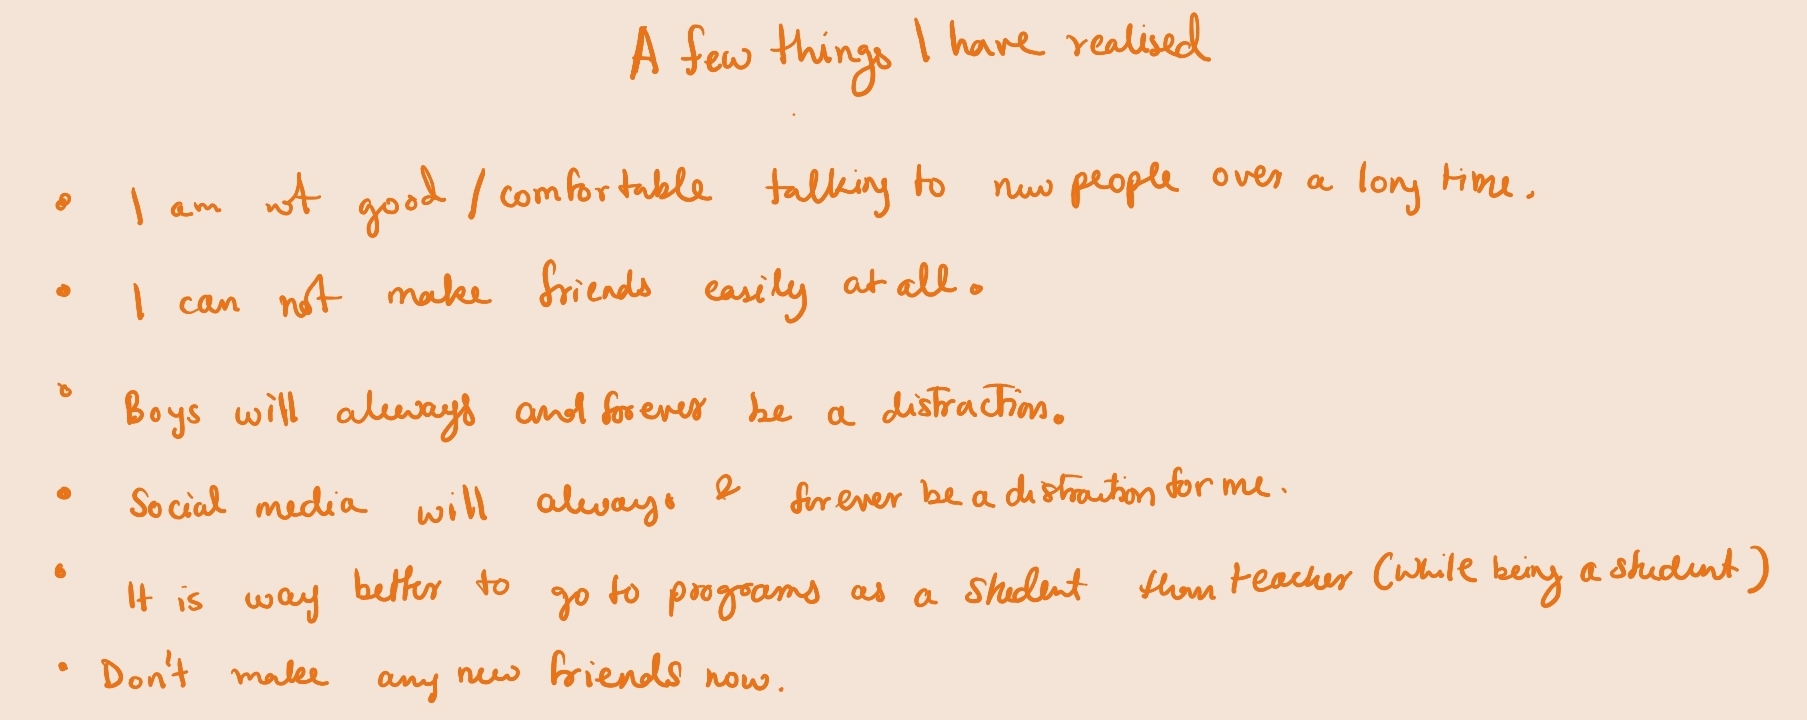 A few things I have realised
• I am not good / comfortable talking to new people over a long time.
• I can not make friends easily at all.
• Boys will always and forever be a distraction.
• Social media will always & forever be a distraction for me.
• It is way better to go to programs as a student than teacher (while being a student)
• Don't make any new friends now.